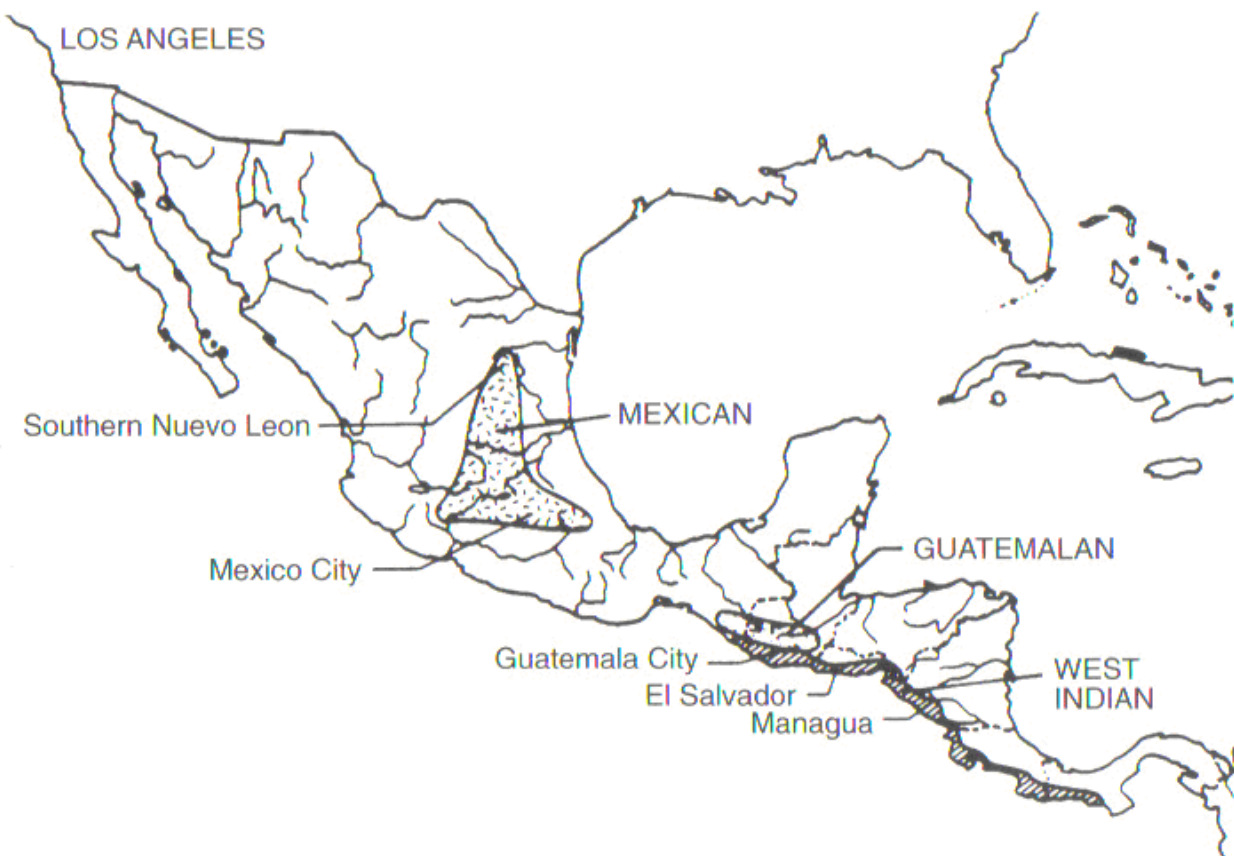 LOS ANGELES
Southern Nuevo Leon
MEXICAN
Mexico City
GUATEMALAN
Guatemala City
El Salvador
WEST
INDIAN
Managua